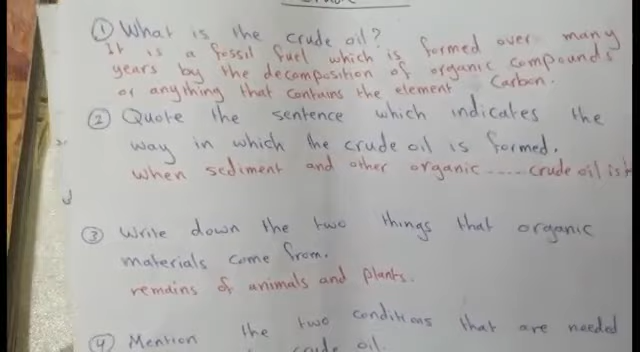 ① What is the crude oil?
It is a fossil fuel which is formed over many
years by the decomposition of organic compounds
or anything that contains the element Carbon.
② Quote the sentence which indicates the
way in which the crude oil is formed.
when sediment and other organic ..... crude oil is
③ Write down the two things that organic
materials come from.
remains of animals and plants.
④ Mention the two conditions that are needed
crude oil.